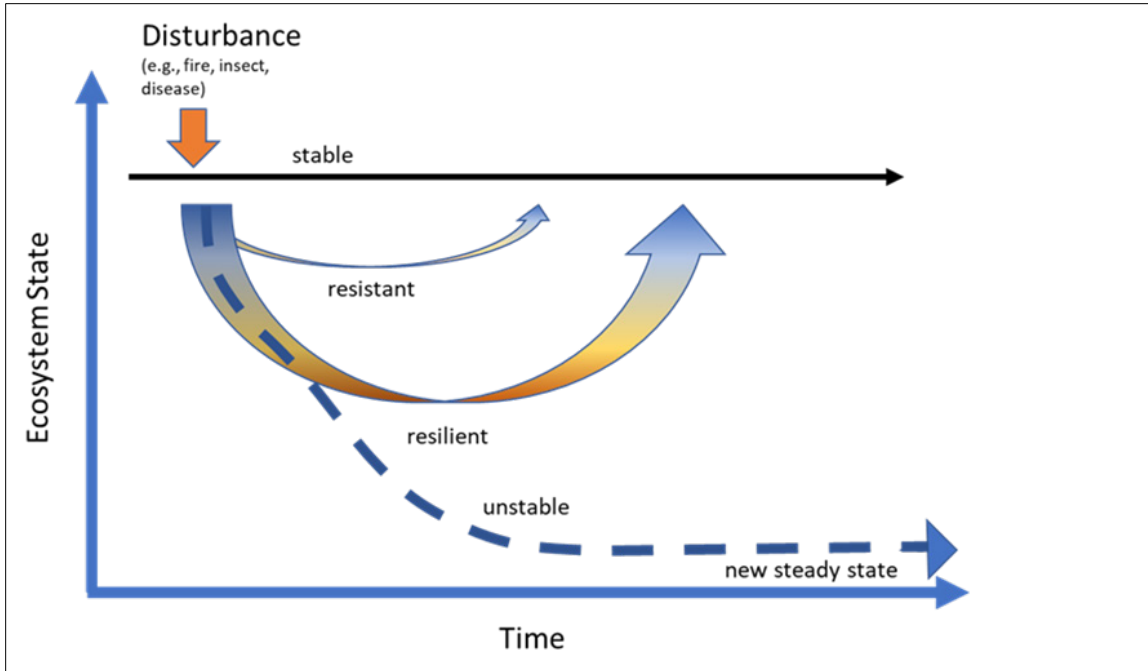 Disturbance
(e.g., fire, insect,
disease)
stable
resistant
resilient
unstable
new steady state
Ecosystem State
Time